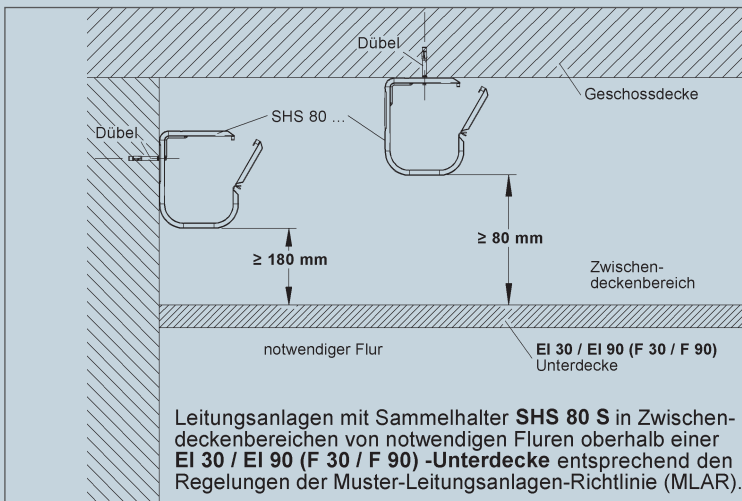 Dübel
Geschossdecke
SHS 80 ...
Dübel
≥ 80 mm
≥ 180 mm
Zwischen-
deckenbereich
notwendiger Flur
EI 30 / EI 90 (F 30 / F 90)
Unterdecke
Leitungsanlagen mit Sammelhalter SHS 80 S in Zwischen-
deckenbereichen von notwendigen Fluren oberhalb einer
EI 30 / EI 90 (F 30 / F 90) -Unterdecke entsprechend den
Regelungen der Muster-Leitungsanlagen-Richtlinie (MLAR).